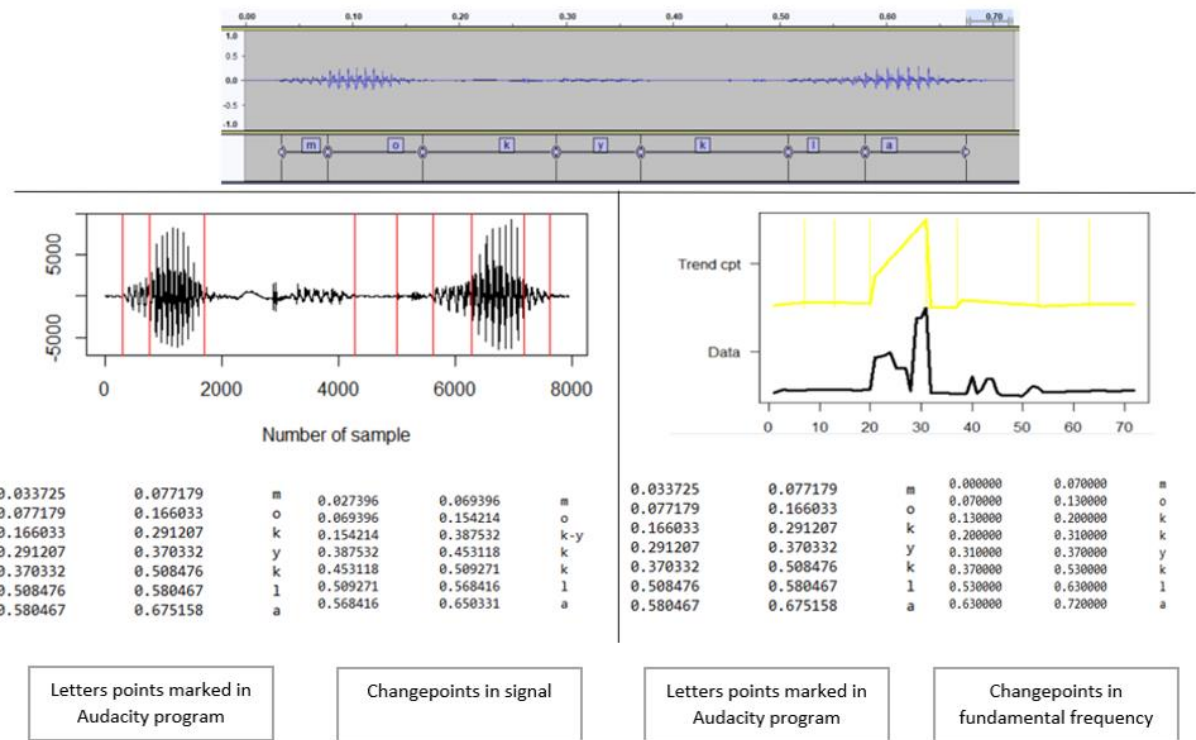 0.00 0.10 0.20 0.30 0.40 0.50 0.60 0.70
1.0
0.5
0.0
-0.5
-1.0
m o k y k l a
5000
-5000
0 2000 4000 6000 8000
Number of sample
Trend cpt
Data
0 10 20 30 40 50 60 70
0.033725 0.077179 m
0.077179 0.166033 o
0.166033 0.291207 k
0.291207 0.370332 y
0.370332 0.508476 k
0.508476 0.580467 l
0.580467 0.675158 a
0.027396 0.069396 m
0.069396 0.154214 o
0.154214 0.387532 k-y
0.387532 0.453118 k
0.453118 0.509271 k
0.509271 0.568416 l
0.568416 0.650331 a
0.033725 0.077179 m
0.077179 0.166033 o
0.166033 0.291207 k
0.291207 0.370332 y
0.370332 0.508476 k
0.508476 0.580467 l
0.580467 0.675158 a
0.000000 0.070000 m
0.070000 0.130000 o
0.130000 0.200000 k
0.200000 0.310000 k
0.310000 0.370000 y
0.370000 0.530000 k
0.530000 0.630000 l
0.630000 0.720000 a
Letters points marked in
Audacity program
Changepoints in signal
Letters points marked in
Audacity program
Changepoints in
fundamental frequency